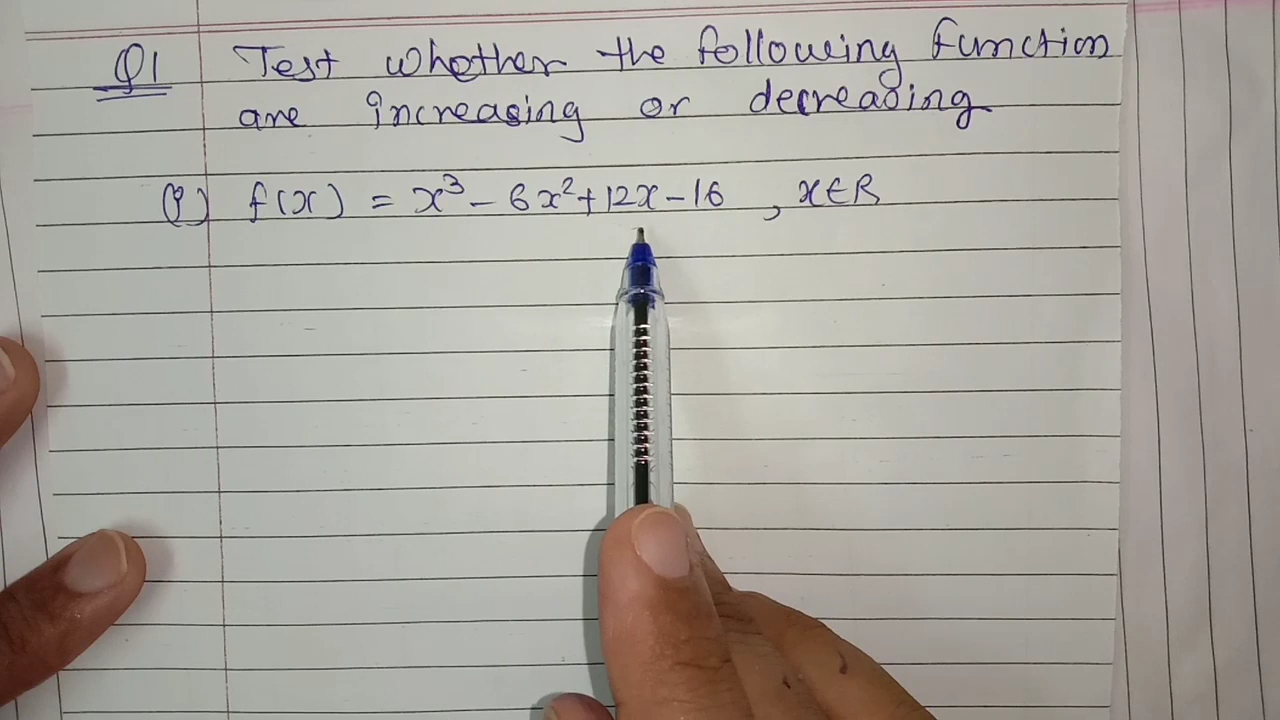 Q1 Test whether the following function
are increasing or decreasing
(i) f(x) = x³ - 6x² + 12x - 16 , x∈R